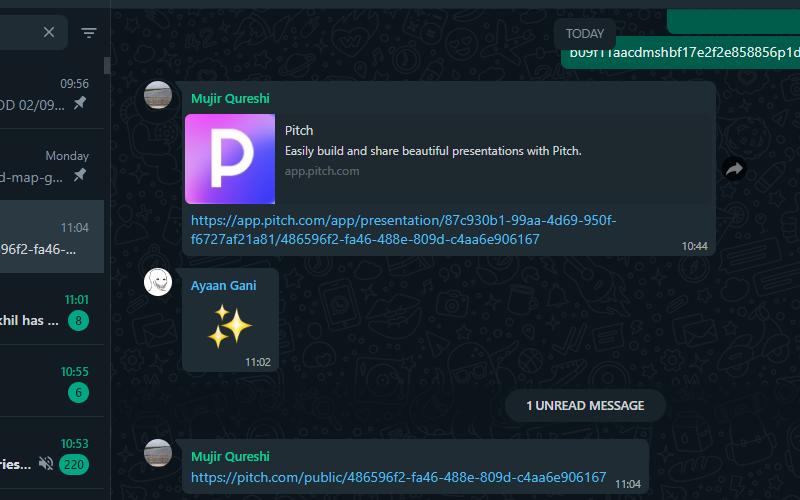 09:56
OD 02/09...
Monday
d-map-g...
11:04
96f2-fa46-...
11:01
khil has ...
8
10:55
6
10:53
ries...
220
TODAY
b09f11aacdmshbf17e2f2e858856p1d
Mujir Qureshi
P
Pitch
Easily build and share beautiful presentations with Pitch.
app.pitch.com
https://app.pitch.com/app/presentation/87c930b1-99aa-4d69-950f-
f6727af21a81/486596f2-fa46-488e-809d-c4aa6e906167
10:44
Ayaan Gani
11:02
1 UNREAD MESSAGE
Mujir Qureshi
https://pitch.com/public/486596f2-fa46-488e-809d-c4aa6e906167
11:04